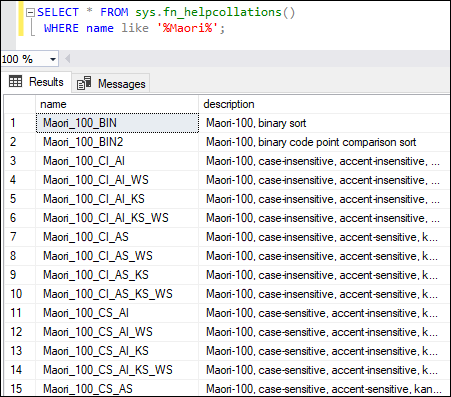 SELECT * FROM sys.fn_helpcollations()
WHERE name like '%Maori%';
100 %
Results Messages
name description
1 Maori_100_BIN Maori-100, binary sort
2 Maori_100_BIN2 Maori-100, binary code point comparison sort
3 Maori_100_CI_AI Maori-100, case-insensitive, accent-insensitive, ...
4 Maori_100_CI_AI_WS Maori-100, case-insensitive, accent-insensitive, ...
5 Maori_100_CI_AI_KS Maori-100, case-insensitive, accent-insensitive, ...
6 Maori_100_CI_AI_KS_WS Maori-100, case-insensitive, accent-insensitive, ...
7 Maori_100_CI_AS Maori-100, case-insensitive, accent-sensitive, k...
8 Maori_100_CI_AS_WS Maori-100, case-insensitive, accent-sensitive, k...
9 Maori_100_CI_AS_KS Maori-100, case-insensitive, accent-sensitive, k...
10 Maori_100_CI_AS_KS_WS Maori-100, case-insensitive, accent-sensitive, k...
11 Maori_100_CS_AI Maori-100, case-sensitive, accent-insensitive, k...
12 Maori_100_CS_AI_WS Maori-100, case-sensitive, accent-insensitive, k...
13 Maori_100_CS_AI_KS Maori-100, case-sensitive, accent-insensitive, k...
14 Maori_100_CS_AI_KS_WS Maori-100, case-sensitive, accent-insensitive, k...
15 Maori_100_CS_AS Maori-100, case-sensitive, accent-sensitive, kan...